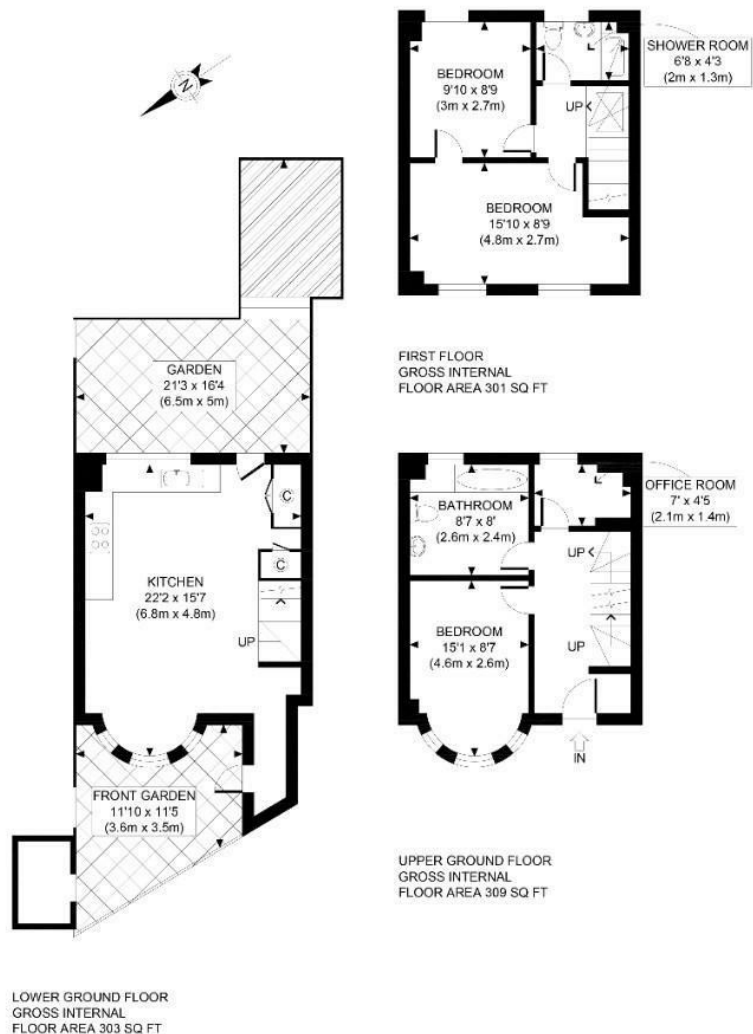 N
BEDROOM
9'10 x 8'9
(3m x 2.7m)
SHOWER ROOM
6'8 x 4'3
(2m x 1.3m)
UP
BEDROOM
15'10 x 8'9
(4.8m x 2.7m)
FIRST FLOOR
GROSS INTERNAL
FLOOR AREA 301 SQ FT
GARDEN
21'3 x 16'4
(6.5m x 5m)
C
C
KITCHEN
22'2 x 15'7
(6.8m x 4.8m)
UP
FRONT GARDEN
11'10 x 11'5
(3.6m x 3.5m)
LOWER GROUND FLOOR
GROSS INTERNAL
FLOOR AREA 303 SQ FT
BATHROOM
8'7 x 8'
(2.6m x 2.4m)
OFFICE ROOM
7' x 4'5
(2.1m x 1.4m)
UP
BEDROOM
15'1 x 8'7
(4.6m x 2.6m)
UP
IN
UPPER GROUND FLOOR
GROSS INTERNAL
FLOOR AREA 309 SQ FT